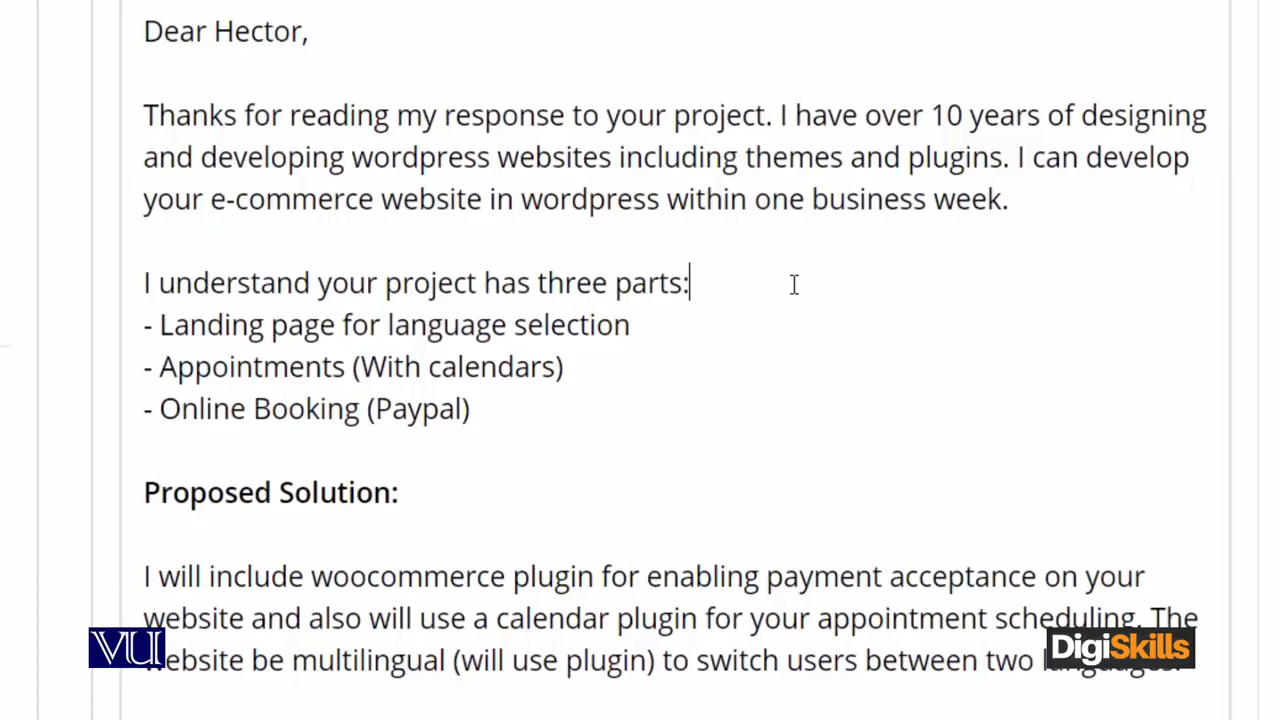 Dear Hector,
Thanks for reading my response to your project. I have over 10 years of designing
and developing wordpress websites including themes and plugins. I can develop
your e-commerce website in wordpress within one business week.
I understand your project has three parts:
- Landing page for language selection
- Appointments (With calendars)
- Online Booking (Paypal)
Proposed Solution:
I will include woocommerce plugin for enabling payment acceptance on your
website and also will use a calendar plugin for your appointment scheduling. The
website be multilingual (will use plugin) to switch users between two languages.
VU
DigiSkills